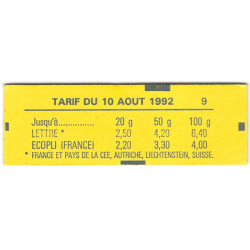 TARIF DU 10 AOUT 1992 9
Jusqu'à.............. 20 g 50 g 100 g
LETTRE * 2,50 4,20 6,40
ECOPLI (FRANCE) 2,20 3,30 4,00
* FRANCE ET PAYS DE LA CEE, AUTRICHE, LIECHTENSTEIN, SUISSE.